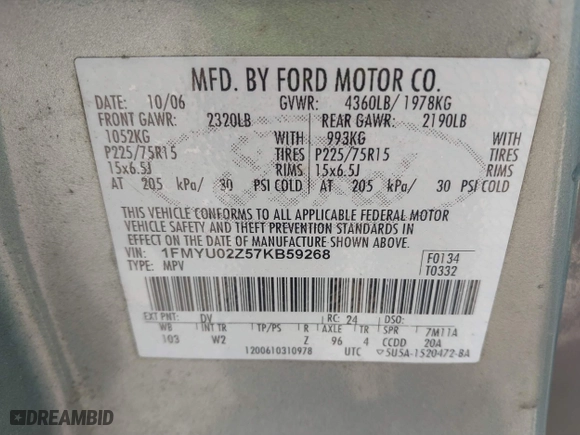 MFD. BY FORD MOTOR CO.
DATE: 10/06 GVWR: 4360LB/ 1978KG
FRONT GAWR: 2320LB REAR GAWR: 2190LB
1052KG WITH 993KG WITH
P225/75R15 TIRES P225/75R15 TIRES
15x6.5J RIMS 15x6.5J RIMS
AT 205 kPa/ 30 PSI COLD AT 205 kPa/ 30 PSI COLD
THIS VEHICLE CONFORMS TO ALL APPLICABLE FEDERAL MOTOR
VEHICLE SAFETY AND THEFT PREVENTION STANDARDS IN
EFFECT ON THE DATE OF MANUFACTURE SHOWN ABOVE.
VIN: 1FMYU02Z57KB59268 F0134
TYPE: MPV T0332
EXT PNT: DV RC: 24 DSO:
WB INT TR TP/PS R AXLE TR SPR 7M11A
103 W2 Z 96 4 CCDD 20A
1200610310978 UTC ▽5U5A-1520472-BA
Ford
DREAMBID